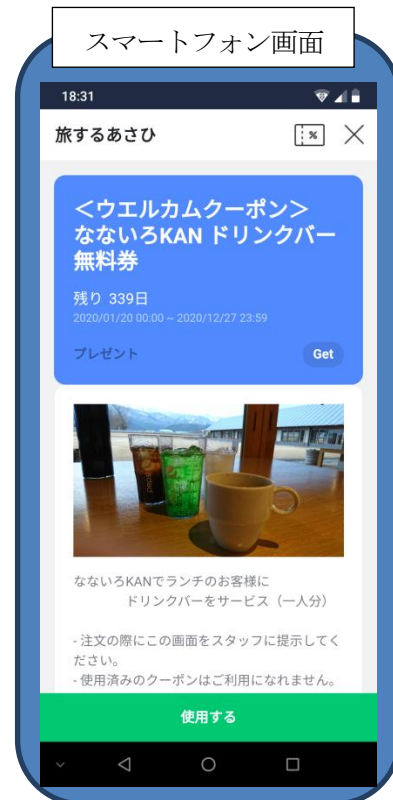 スマートフォン画面
18:31
旅するあさひ
%
＜ウエルカムクーポン＞
なないろKAN ドリンクバー
無料券
残り 339日
2020/01/20 00:00 ~ 2020/12/27 23:59
プレゼント
Get
なないろKANでランチのお客様に
ドリンクバーをサービス（一人分）
- 注文の際にこの画面をスタッフに提示してく
ださい。
- 使用済みのクーポンはご利用になれません。
使用する